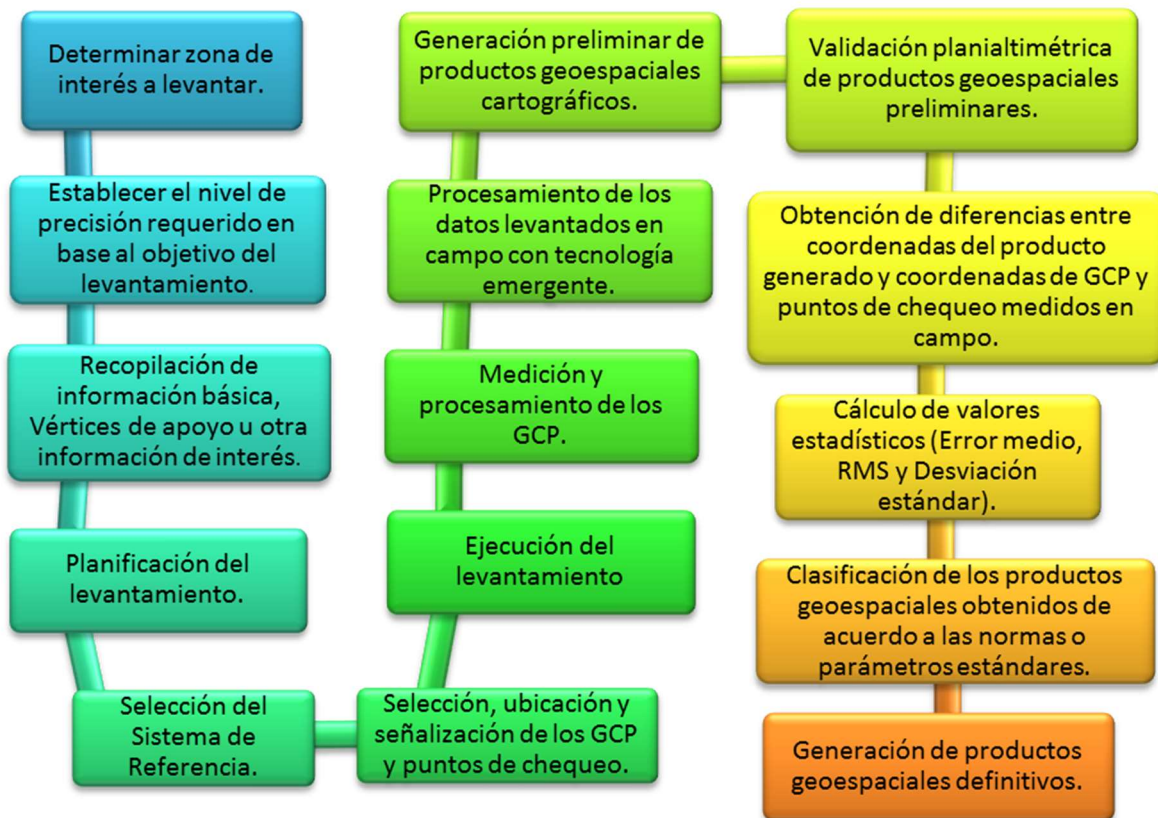 Determinar zona de
interés a levantar.
Establecer el nivel de
precisión requerido en
base al objetivo del
levantamiento.
Recopilación de
información básica,
Vértices de apoyo u otra
información de interés.
Planificación del
levantamiento.
Selección del
Sistema de
Referencia.
Selección, ubicación y
señalización de los GCP
y puntos de chequeo.
Ejecución del
levantamiento
Medición y
procesamiento de los
GCP.
Procesamiento de los
datos levantados en
campo con tecnología
emergente.
Generación preliminar de
productos geoespaciales
cartográficos.
Validación planialtimétrica
de productos geoespaciales
preliminares.
Obtención de diferencias entre
coordenadas del producto
generado y coordenadas de GCP y
puntos de chequeo medidos en
campo.
Cálculo de valores
estadísticos (Error medio,
RMS y Desviación
estándar).
Clasificación de los productos
geoespaciales obtenidos de
acuerdo a las normas o
parámetros estándares.
Generación de productos
geoespaciales definitivos.